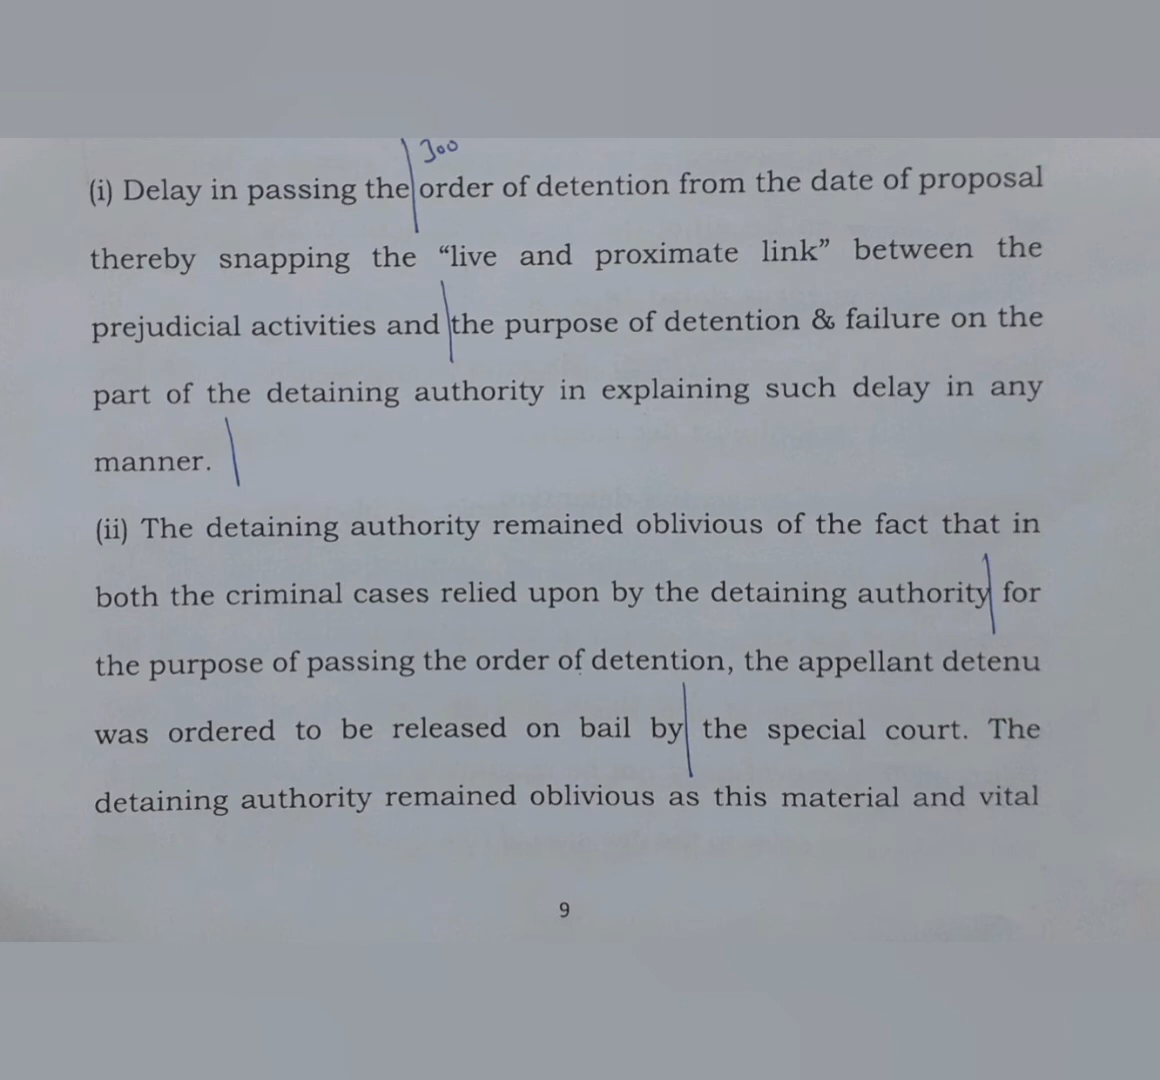 300
(i) Delay in passing the order of detention from the date of proposal
thereby snapping the “live and proximate link” between the
prejudicial activities and the purpose of detention & failure on the
part of the detaining authority in explaining such delay in any
manner.
(ii) The detaining authority remained oblivious of the fact that in
both the criminal cases relied upon by the detaining authority for
the purpose of passing the order of detention, the appellant detenu
was ordered to be released on bail by the special court. The
detaining authority remained oblivious as this material and vital
9